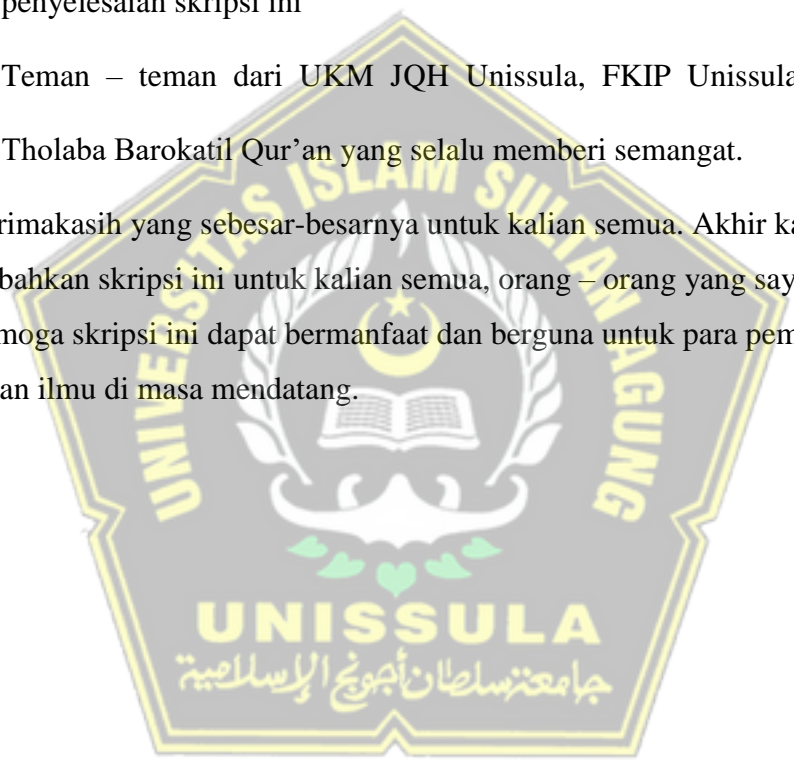 penyelesaian skripsi ini
Teman – teman dari UKM JQH Unissula, FKIP Unissula
Tholaba Barokatil Qur'an yang selalu memberi semangat.
rimakasih yang sebesar-besarnya untuk kalian semua. Akhir ka
bahkan skripsi ini untuk kalian semua, orang – orang yang say
moga skripsi ini dapat bermanfaat dan berguna untuk para pem
an ilmu di masa mendatang.
UNIVERSITAS ISLAM SULTAN AGUNG
UNISSULA
جامعة سلطان أجونج الإسلامية